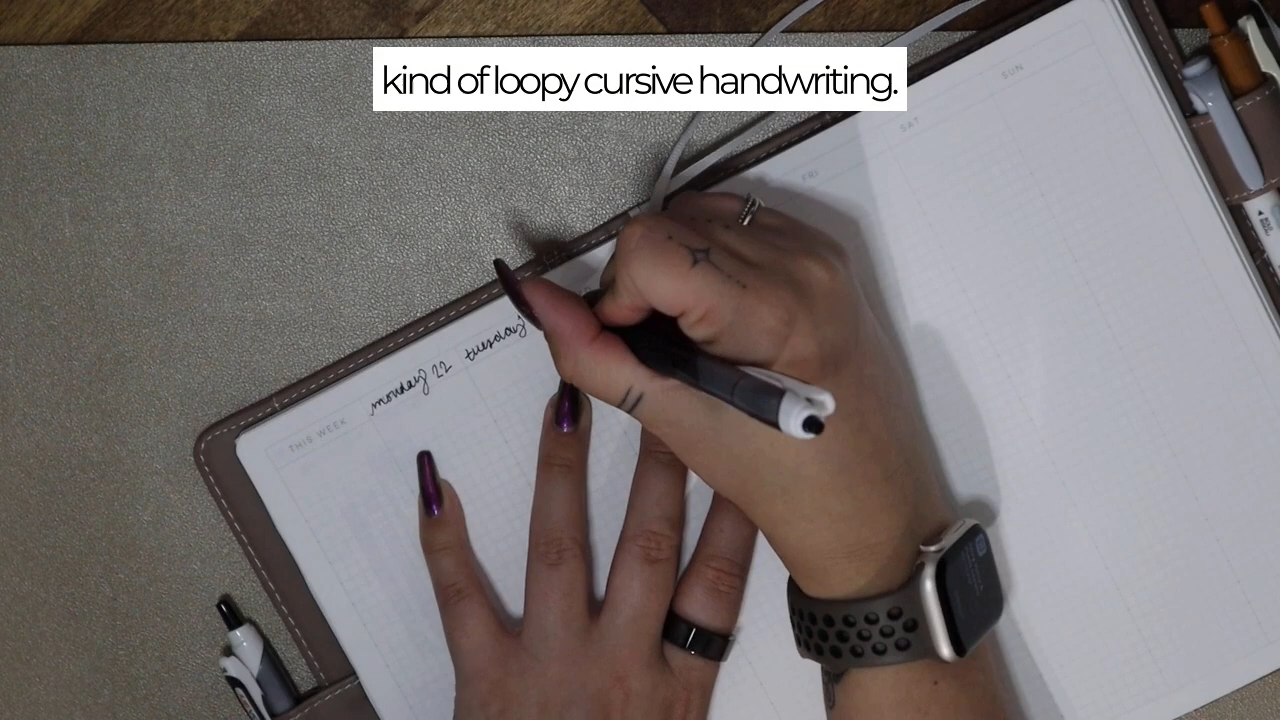 kind of loopy cursive handwriting.
SUN
SAT
FRI
monday 22 tuesday
THIS WEEK